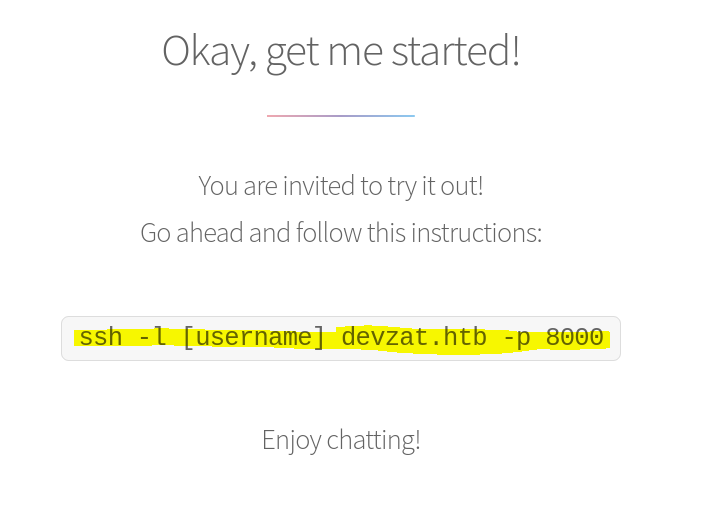 Okay, get me started!
You are invited to try it out!
Go ahead and follow this instructions:
ssh -l [username] devzat.htb -p 8000
Enjoy chatting!